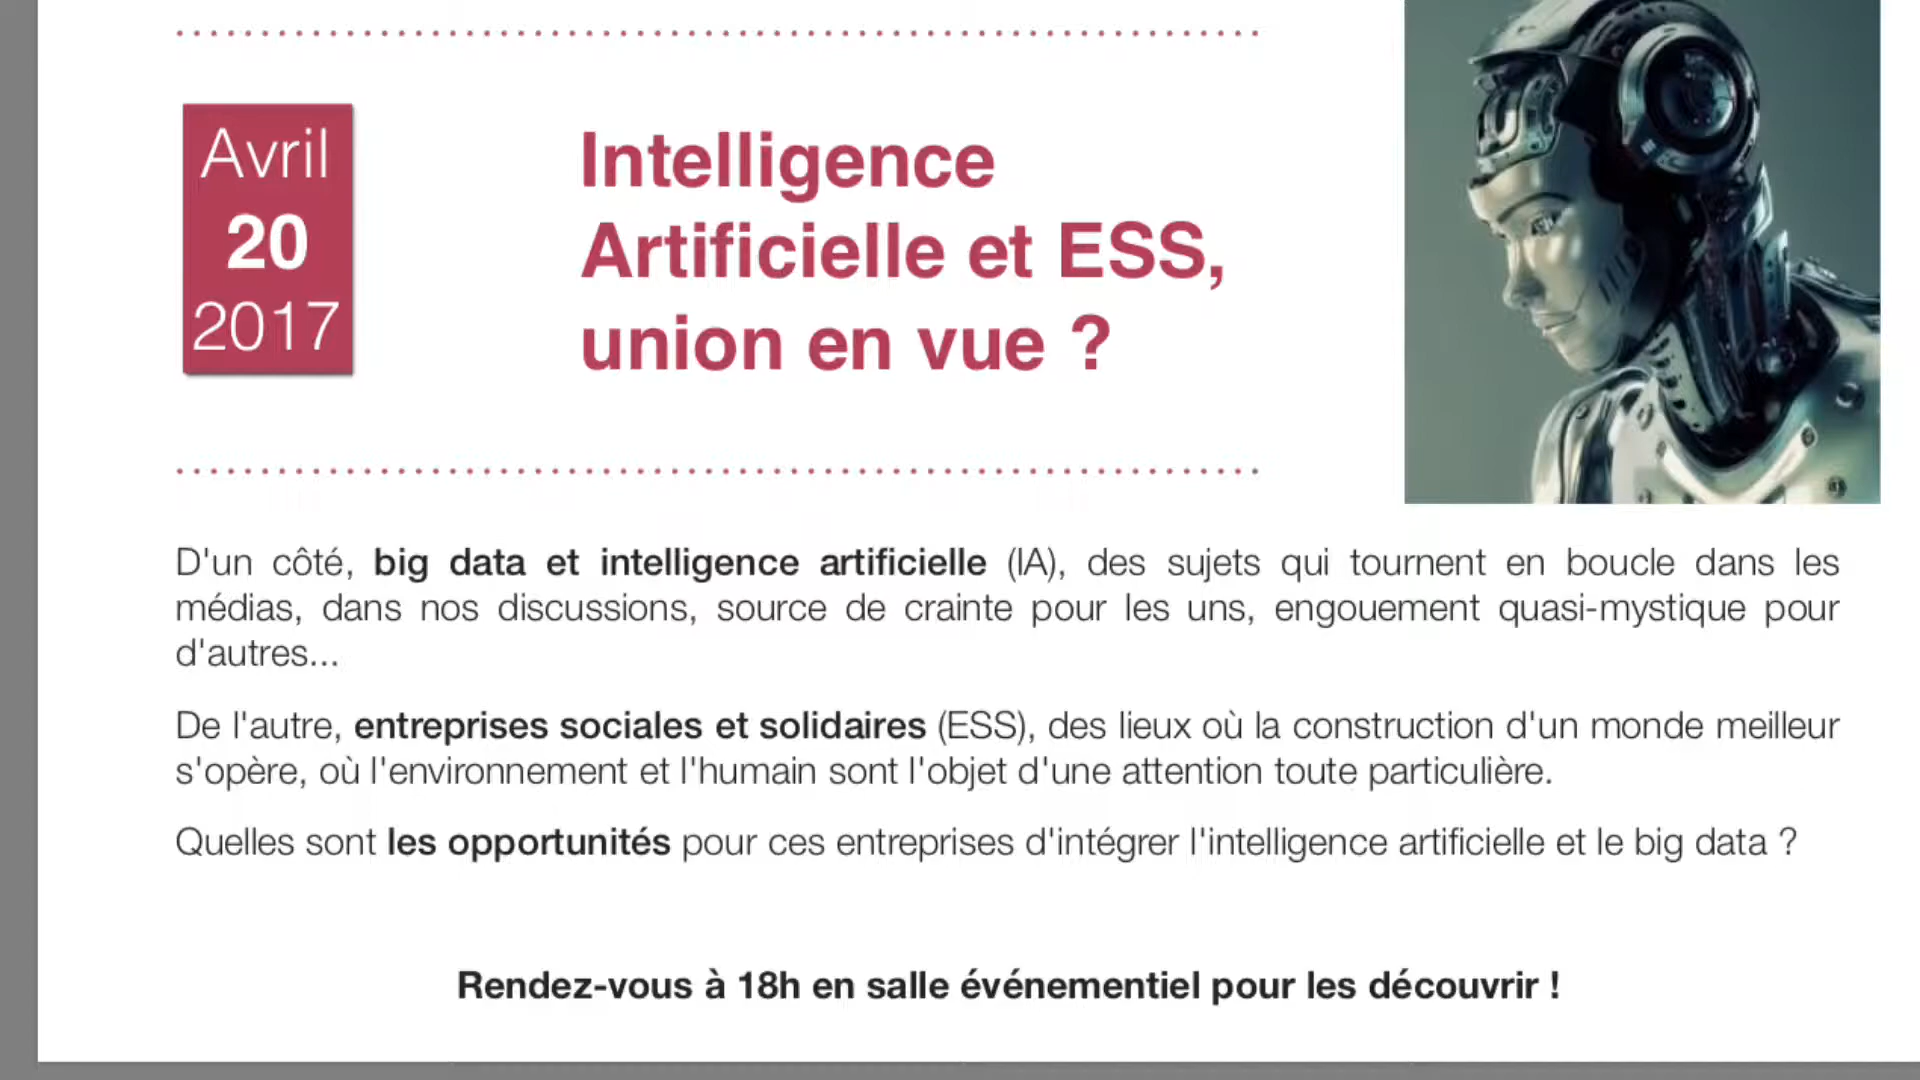 Avril
20
2017
Intelligence
Artificielle et ESS,
union en vue ?
D'un côté, big data et intelligence artificielle (IA), des sujets qui tournent en boucle dans les
médias, dans nos discussions, source de crainte pour les uns, engouement quasi-mystique pour
d'autres...
De l'autre, entreprises sociales et solidaires (ESS), des lieux où la construction d'un monde meilleur
s'opère, où l'environnement et l'humain sont l'objet d'une attention toute particulière.
Quelles sont les opportunités pour ces entreprises d'intégrer l'intelligence artificielle et le big data ?
Rendez-vous à 18h en salle événementiel pour les découvrir !